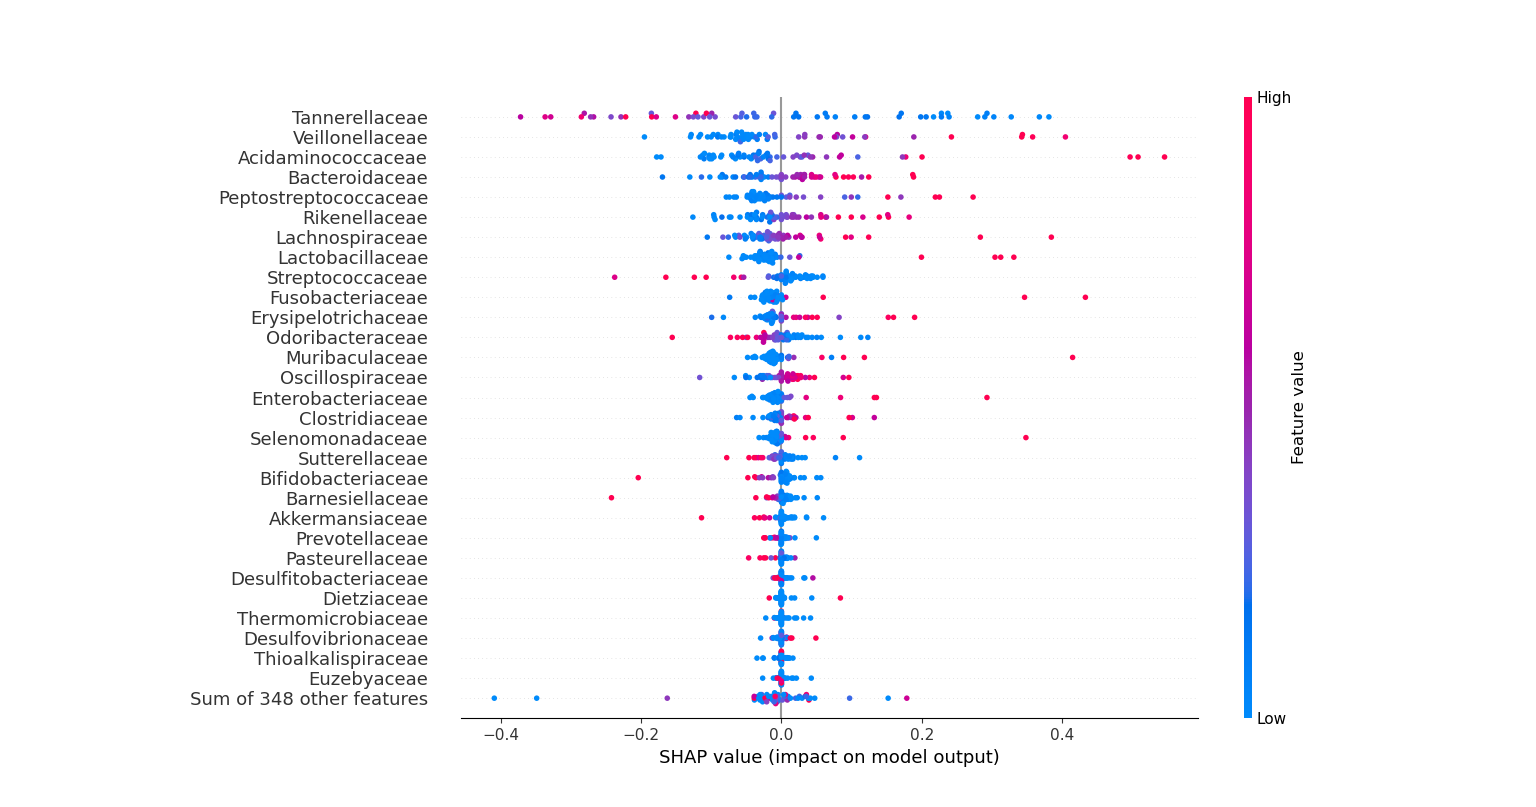 High
Tannerellaceae
Veillonellaceae
Acidaminococcaceae
Bacteroidaceae
Peptostreptococcaceae
Rikenellaceae
Lachnospiraceae
Lactobacillaceae
Streptococcaceae
Fusobacteriaceae
Erysipelotrichaceae
Odoribacteraceae
Muribaculaceae
Oscillospiraceae
Enterobacteriaceae
Clostridiaceae
Selenomonadaceae
Sutterellaceae
Bifidobacteriaceae
Barnesiellaceae
Akkermansiaceae
Prevotellaceae
Pasteurellaceae
Desulfitobacteriaceae
Dietziaceae
Thermomicrobiaceae
Desulfovibrionaceae
Thioalkalispiraceae
Euzebyaceae
Sum of 348 other features
Feature value
Low
−0.4 −0.2 0.0 0.2 0.4
SHAP value (impact on model output)